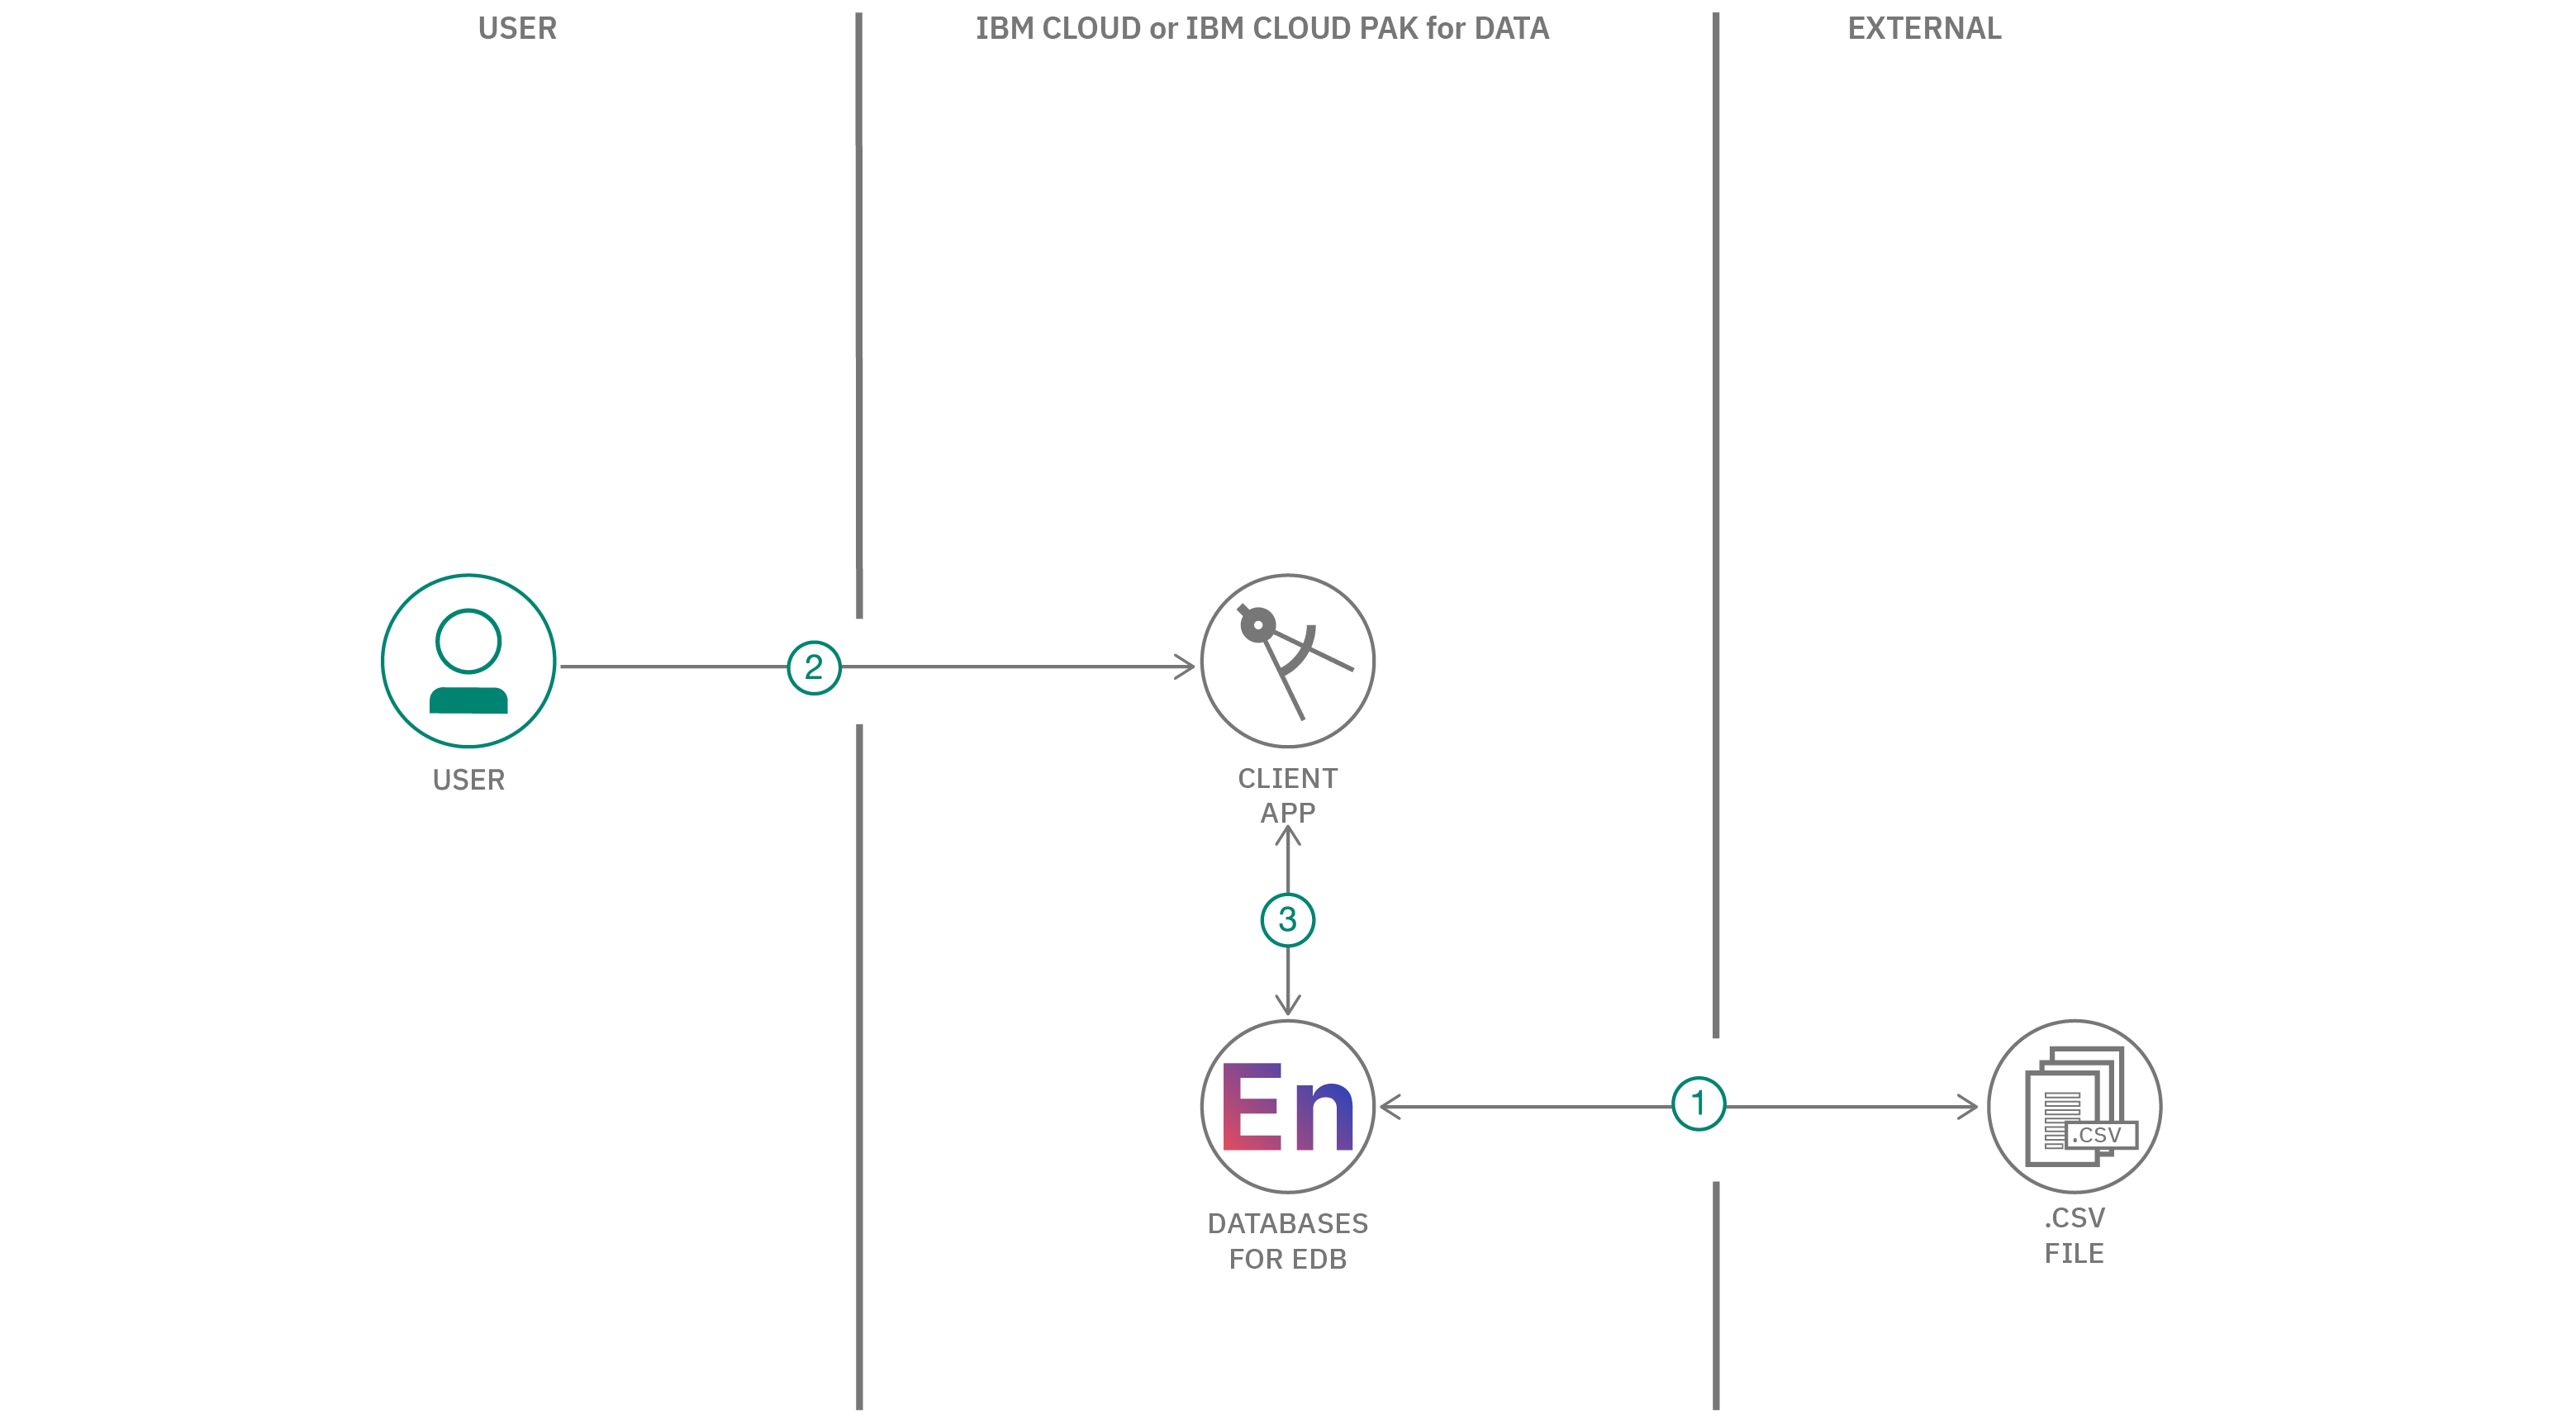 USER
IBM CLOUD or IBM CLOUD PAK for DATA
EXTERNAL
2
USER
CLIENT
APP
3
En
DATABASES
FOR EDB
1
.CSV
.CSV
FILE